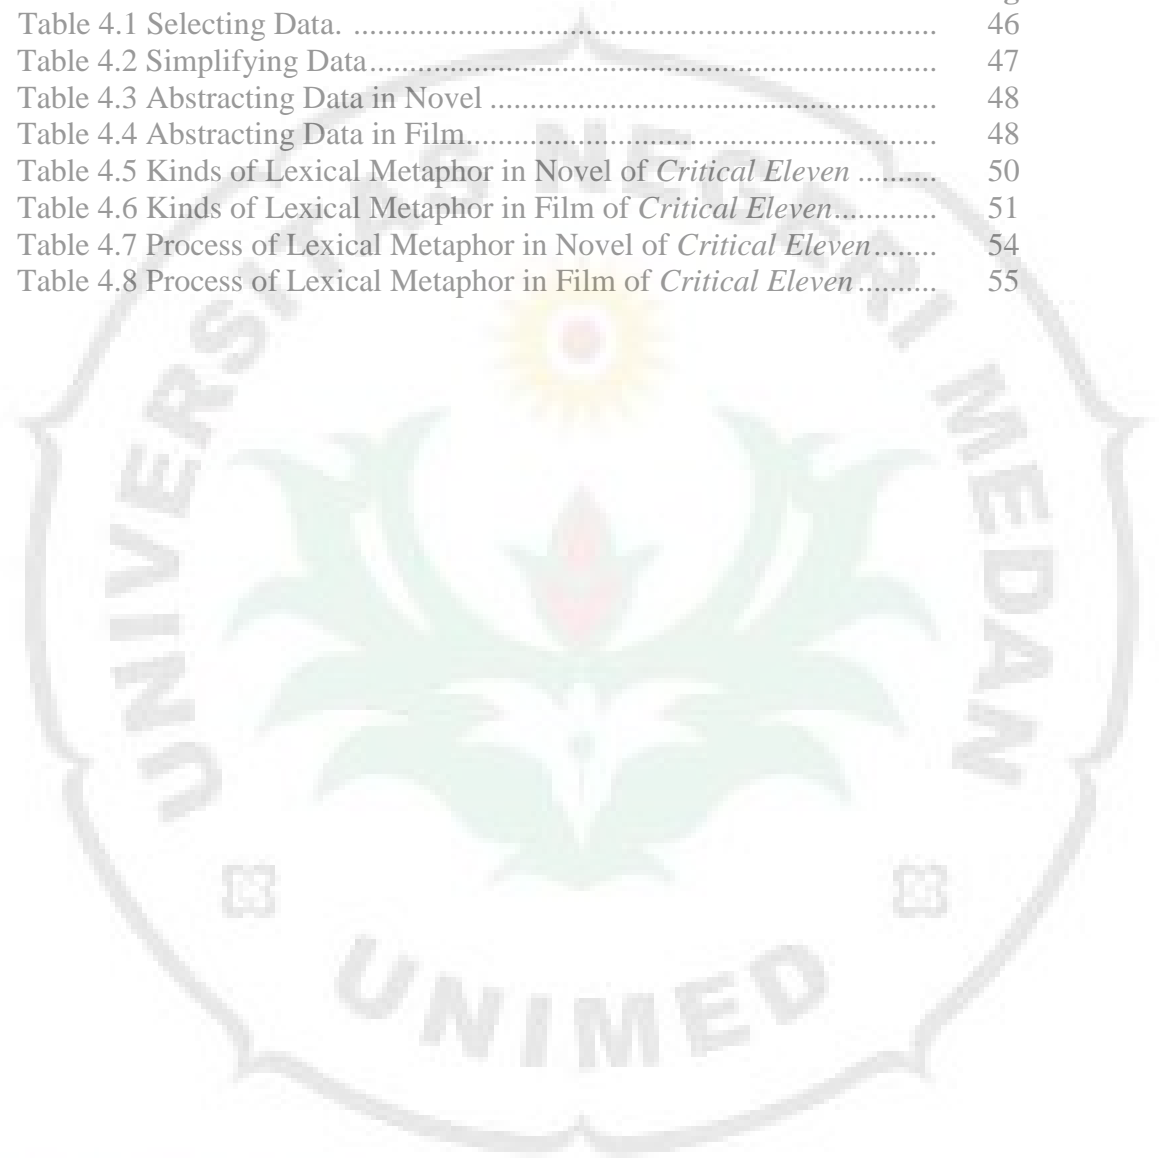 Table 4.1 Selecting Data. ........................................................................ 46
Table 4.2 Simplifying Data...................................................................... 47
Table 4.3 Abstracting Data in Novel ....................................................... 48
Table 4.4 Abstracting Data in Film.......................................................... 48
Table 4.5 Kinds of Lexical Metaphor in Novel of Critical Eleven .......... 50
Table 4.6 Kinds of Lexical Metaphor in Film of Critical Eleven............. 51
Table 4.7 Process of Lexical Metaphor in Novel of Critical Eleven........ 54
Table 4.8 Process of Lexical Metaphor in Film of Critical Eleven.......... 55
UNIVERSITAS NEGERI MEDAN
UNIMED